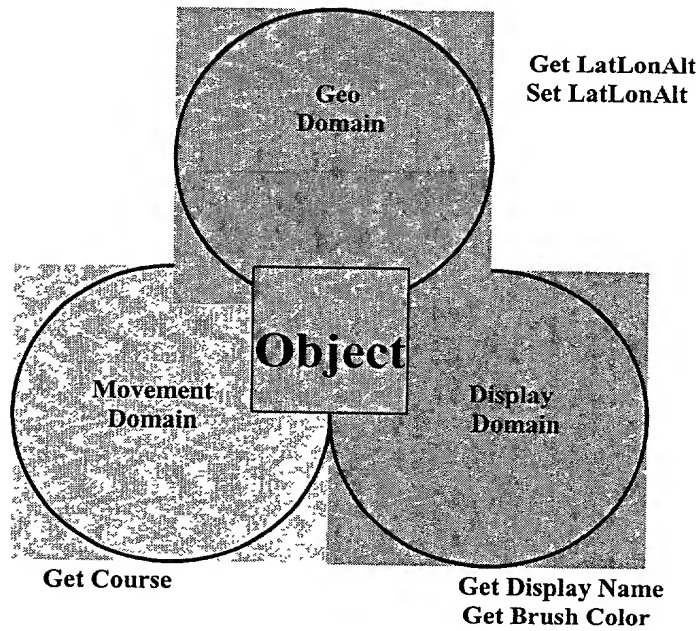 Get LatLonAlt
Set LatLonAlt
Geo
Domain
Object
Movement
Domain
Display
Domain
Get Course
Get Display Name
Get Brush Color